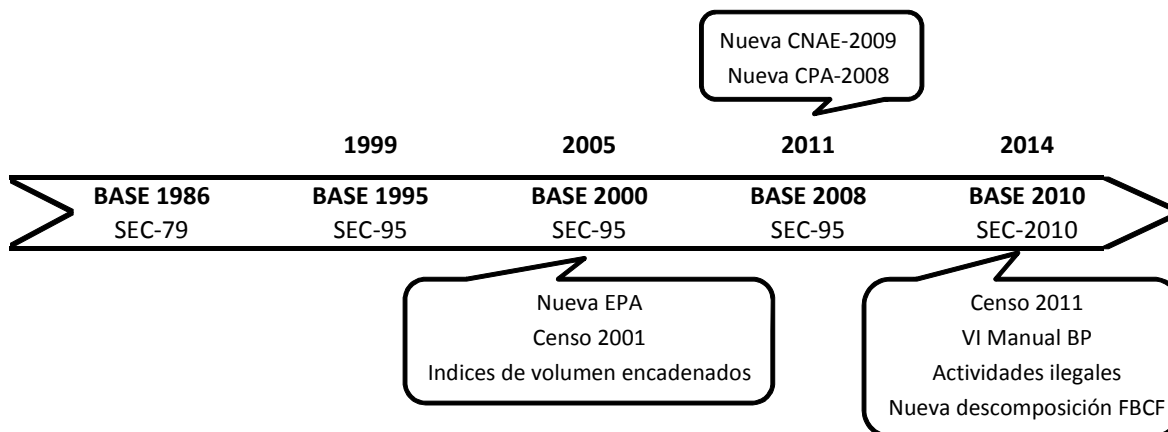 Nueva CNAE-2009
Nueva CPA-2008
1999 2005 2011 2014
BASE 1986 BASE 1995 BASE 2000 BASE 2008 BASE 2010
SEC-79 SEC-95 SEC-95 SEC-95 SEC-2010
Nueva EPA
Censo 2001
Indices de volumen encadenados
Censo 2011
VI Manual BP
Actividades ilegales
Nueva descomposición FBCF